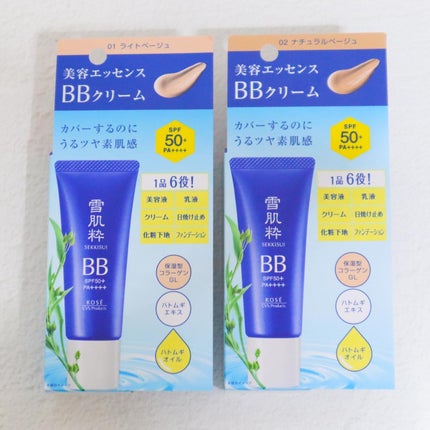 01 ライトベージュ
美容エッセンス
BBクリーム
カバーするのに
うるツヤ素肌感
SPF
50+
PA++++
1品6役!
美容液
乳液
クリーム
日焼け止め
化粧下地
ファンデーション
雪肌粋
SEKKISUI
BB
SPF50+
PA++++
KOSÉ
CVS Products
保湿型
コラーゲン
GL
ハトムギ
エキス
ハトムギ
オイル
02 ナチュラルベージュ
美容エッセンス
BBクリーム
カバーするのに
うるツヤ素肌感
SPF
50+
PA++++
1品6役!
美容液
乳液
クリーム
日焼け止め
化粧下地
ファンデーション
雪肌粋
SEKKISUI
BB
SPF50+
PA++++
KOSÉ
CVS Products
保湿型
コラーゲン
GL
ハトムギ
エキス
ハトムギ
オイル